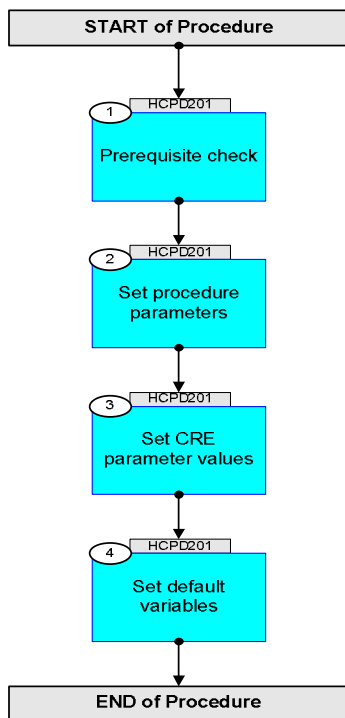 START of Procedure
HCPD201
1
Prerequisite check
HCPD201
2
Set procedure
parameters
HCPD201
3
Set CRE
parameter values
HCPD201
4
Set default
variables
END of Procedure